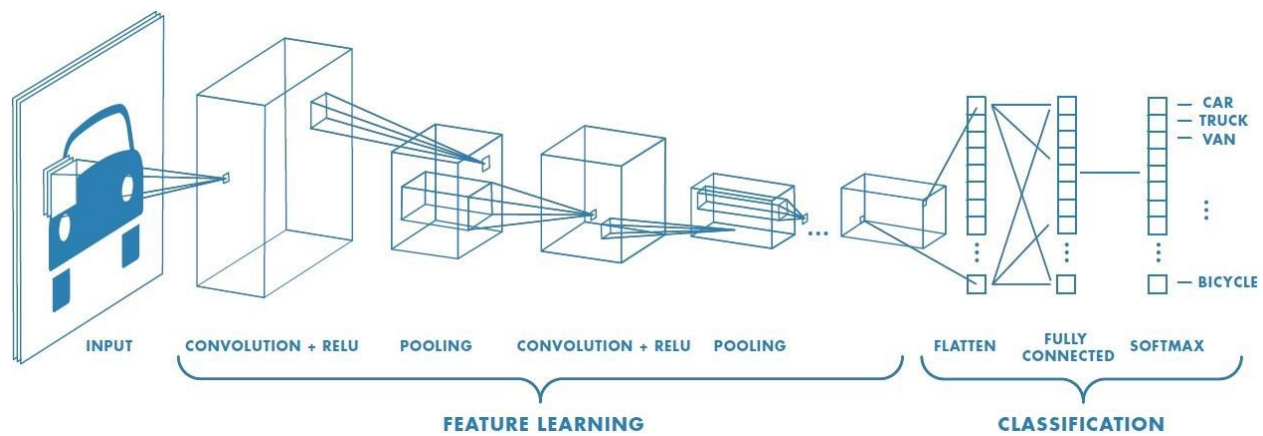 CAR
TRUCK
VAN
BICYCLE
INPUT
CONVOLUTION + RELU
POOLING
CONVOLUTION + RELU
POOLING
FLATTEN
FULLY
CONNECTED
SOFTMAX
FEATURE LEARNING
CLASSIFICATION